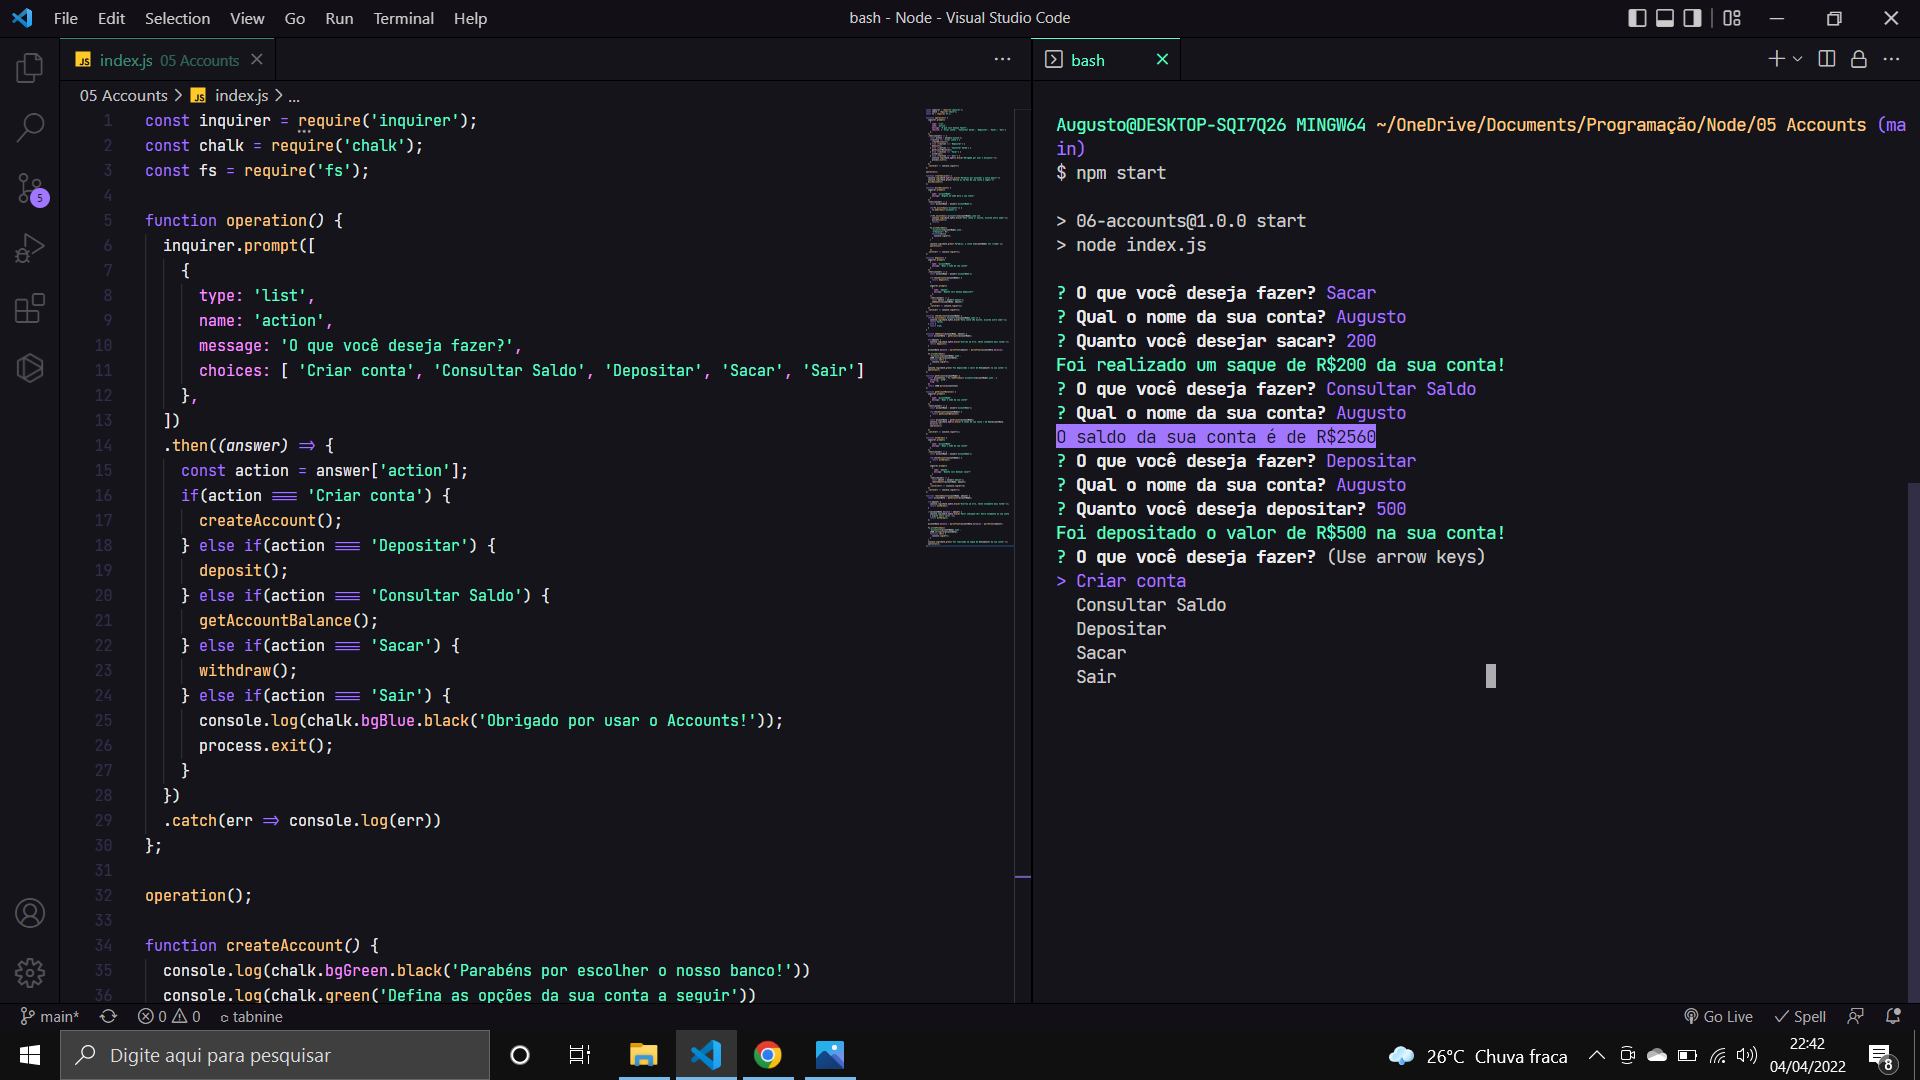 File Edit Selection View Go Run Terminal Help
bash - Node - Visual Studio Code
JS index.js 05 Accounts
05 Accounts > JS index.js > ...
1 const inquirer = require('inquirer');
2 const chalk = require('chalk');
3 const fs = require('fs');
4
5 function operation() {
6 inquirer.prompt([
7 {
8 type: 'list',
9 name: 'action',
10 message: 'O que você deseja fazer?',
11 choices: [ 'Criar conta', 'Consultar Saldo', 'Depositar', 'Sacar', 'Sair']
12 },
13 ])
14 .then((answer) => {
15 const action = answer['action'];
16 if(action === 'Criar conta') {
17 createAccount();
18 } else if(action === 'Depositar') {
19 deposit();
20 } else if(action === 'Consultar Saldo') {
21 getAccountBalance();
22 } else if(action === 'Sacar') {
23 withdraw();
24 } else if(action === 'Sair') {
25 console.log(chalk.bgBlue.black('Obrigado por usar o Accounts!'));
26 process.exit();
27 }
28 })
29 .catch(err => console.log(err))
30 };
31
32 operation();
33
34 function createAccount() {
35 console.log(chalk.bgGreen.black('Parabéns por escolher o nosso banco!'))
36 console.log(chalk.green('Defina as opções da sua conta a seguir'))
bash
Augusto@DESKTOP-SQI7Q26 MINGW64 ~/OneDrive/Documents/Programação/Node/05 Accounts (ma
in)
$ npm start
> 06-accounts@1.0.0 start
> node index.js
? O que você deseja fazer? Sacar
? Qual o nome da sua conta? Augusto
? Quanto você desejar sacar? 200
Foi realizado um saque de R$200 da sua conta!
? O que você deseja fazer? Consultar Saldo
? Qual o nome da sua conta? Augusto
O saldo da sua conta é de R$2560
? O que você deseja fazer? Depositar
? Qual o nome da sua conta? Augusto
? Quanto você deseja depositar? 500
Foi depositado o valor de R$500 na sua conta!
? O que você deseja fazer? (Use arrow keys)
> Criar conta
Consultar Saldo
Depositar
Sacar
Sair
5
main* 0 0 tabnine
Go Live Spell
Digite aqui para pesquisar
26°C Chuva fraca
22:42
04/04/2022
8